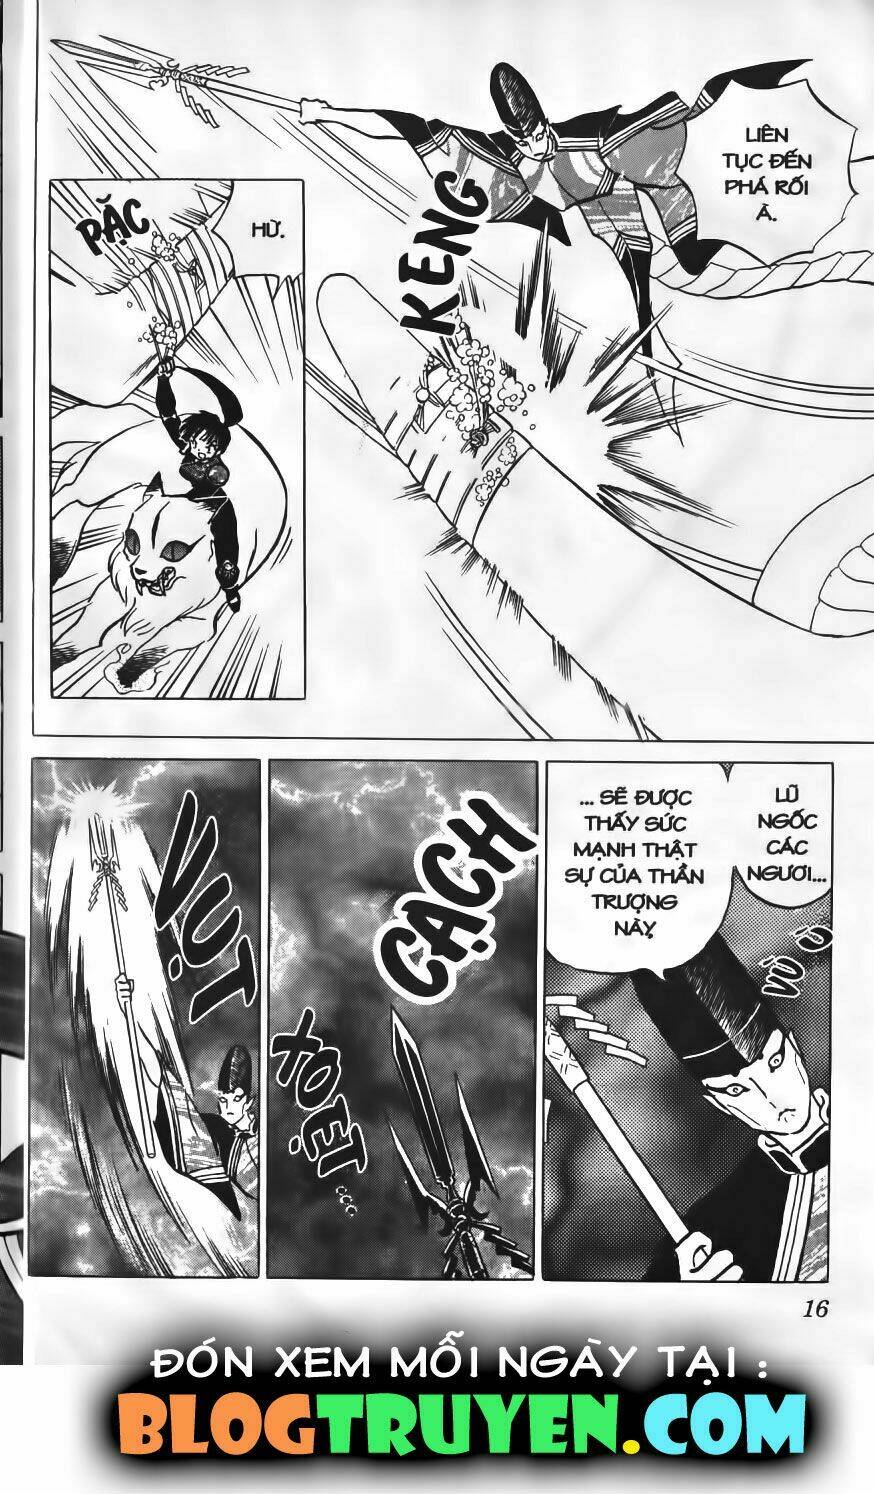 LIÊN
TỤC ĐẾN
PHÁ RỐI
À.
KENG
HỪ.
PẶC
LŨ
NGỐC
CÁC
NGƯƠI...
... SẼ ĐƯỢC
THẤY SỨC
MẠNH THẬT
SỰ CỦA THẦN
TRƯỢNG
NÀY.
VÙ Ù
CẠCH
XOẸT...
VỤT
16
ĐÓN XEM MỖI NGÀY TẠI :
BLOGTRUYEN.COM